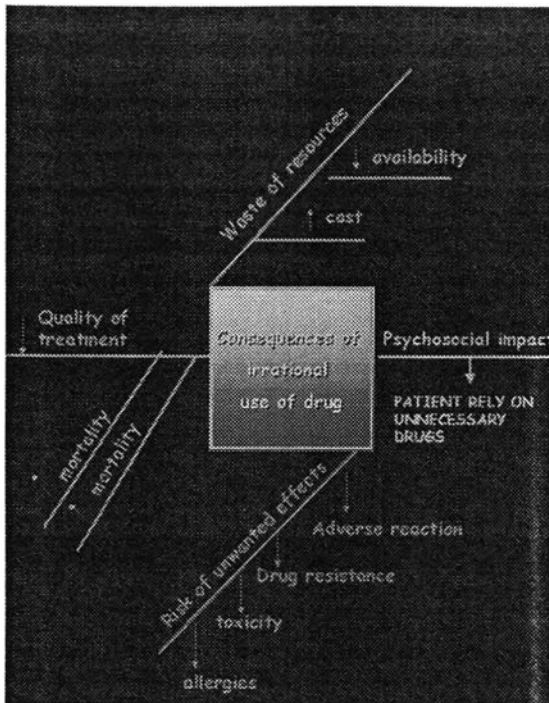 Waste of resources
↓ availability
↑ cost
Quality of
treatment
Consequences of
irrational
use of drug
Psychosocial impact
PATIENT RELY ON
UNNECESSARY
DRUGS
mortality
mortality
Risk of unwanted effects
Adverse reaction
Drug resistance
toxicity
allergies